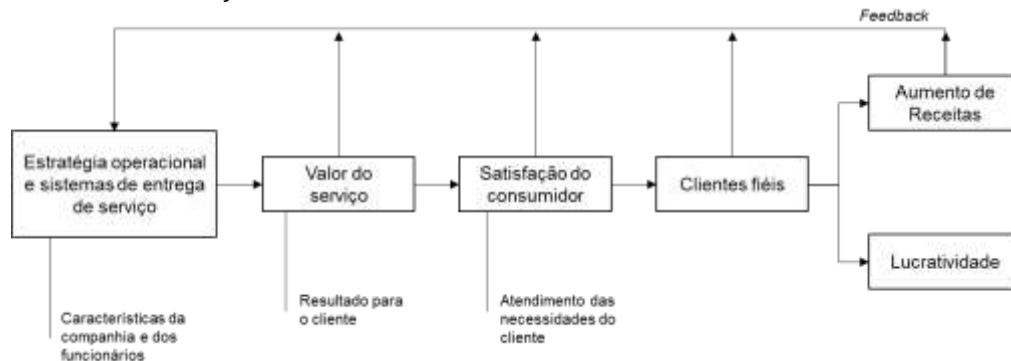 Feedback
Aumento de
Receitas
Estratégia operacional
e sistemas de entrega
de serviço
Valor do
serviço
Satisfação do
consumidor
Clientes fiéis
Lucratividade
Características da
companhia e dos
funcionários
Resultado para
o cliente
Atendimento das
necessidades do
cliente